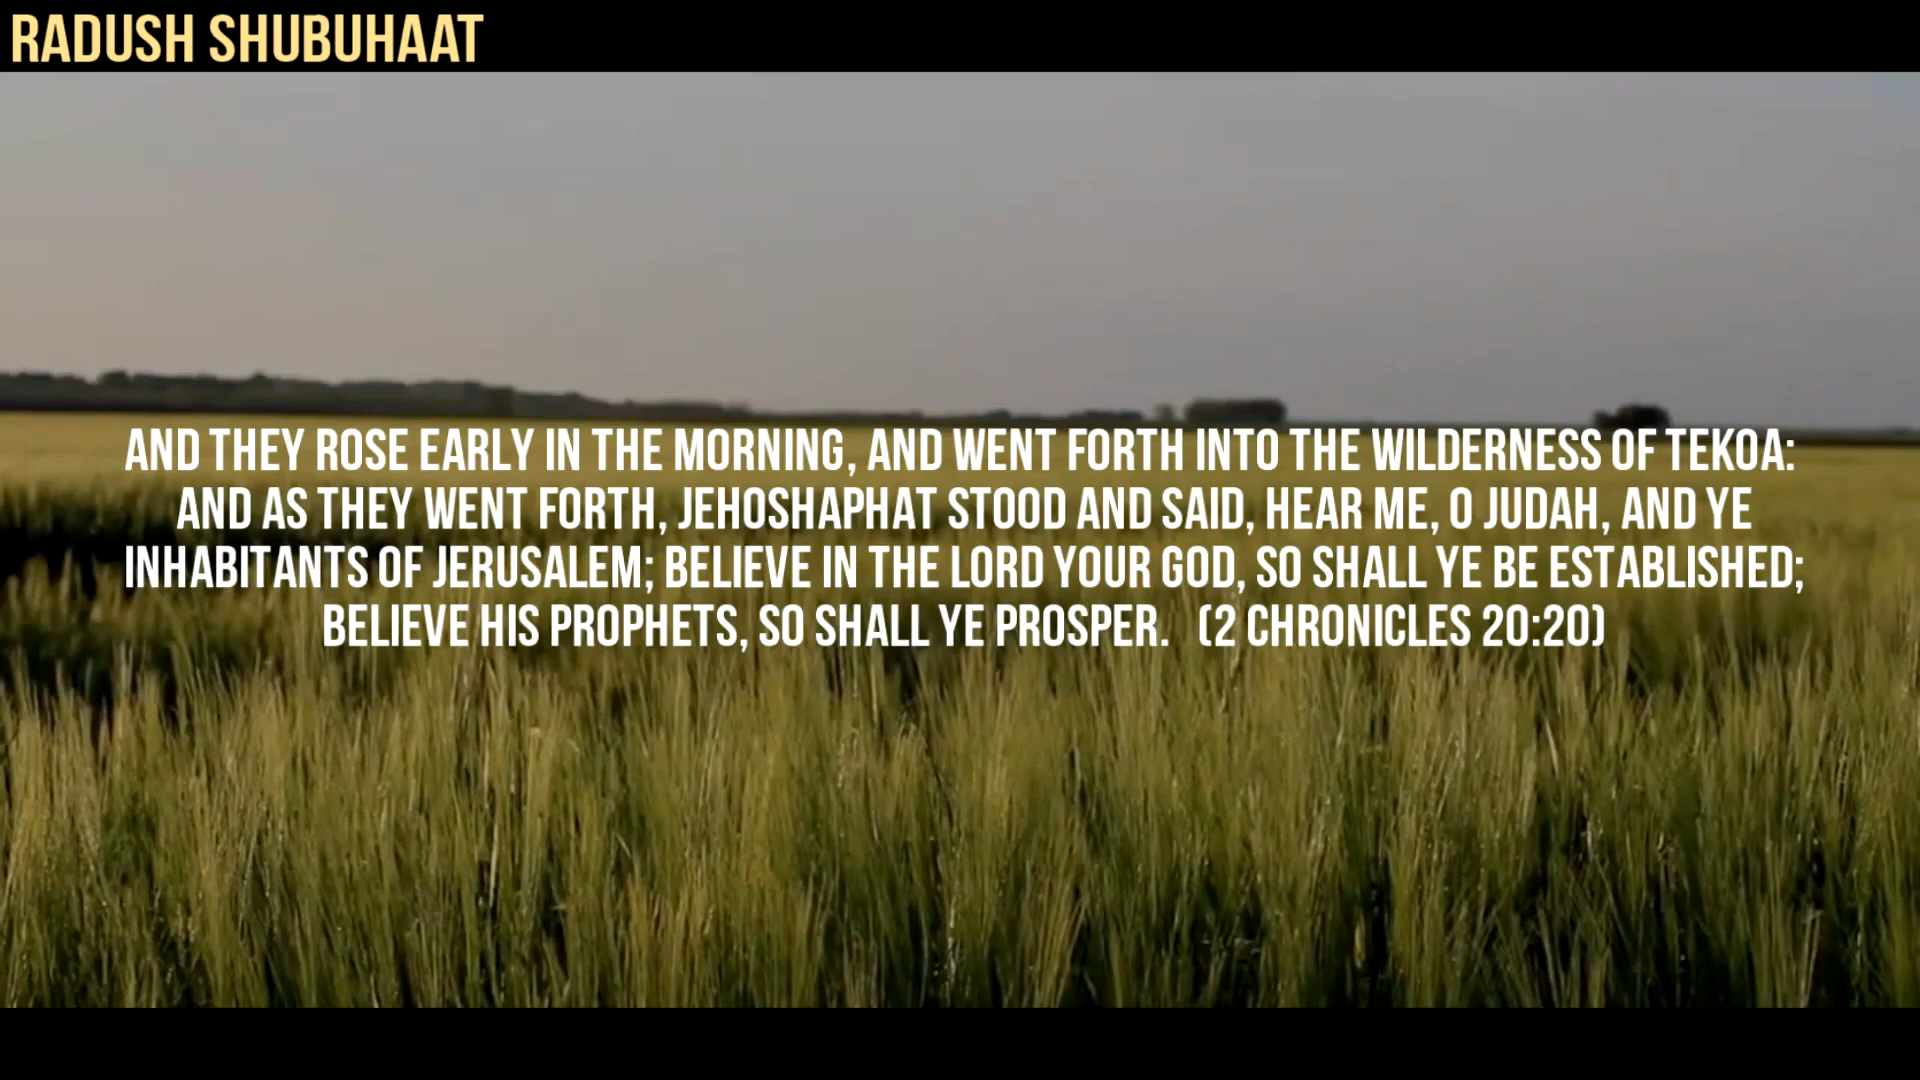 RADUSH SHUBUHAAT
AND THEY ROSE EARLY IN THE MORNING, AND WENT FORTH INTO THE WILDERNESS OF TEKOA:
AND AS THEY WENT FORTH, JEHOSHAPHAT STOOD AND SAID, HEAR ME, O JUDAH, AND YE
INHABITANTS OF JERUSALEM; BELIEVE IN THE LORD YOUR GOD, SO SHALL YE BE ESTABLISHED;
BELIEVE HIS PROPHETS, SO SHALL YE PROSPER. (2 CHRONICLES 20:20)